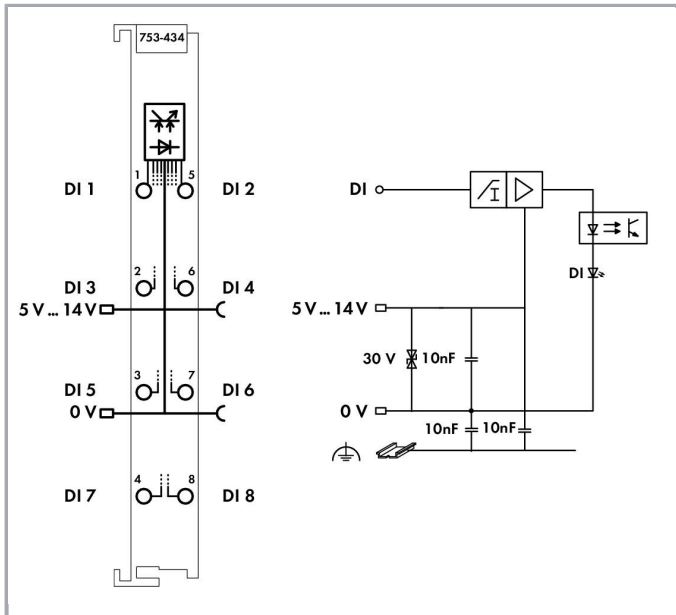 753-434
1 5
DI 1 DI 2
2 6
DI 3 DI 4
5 V... 14 V
3 7
DI 5 DI 6
0 V
4 8
DI 7 DI 8
DI
I
DI
5 V... 14 V
30 V 10nF
0 V
10nF 10nF